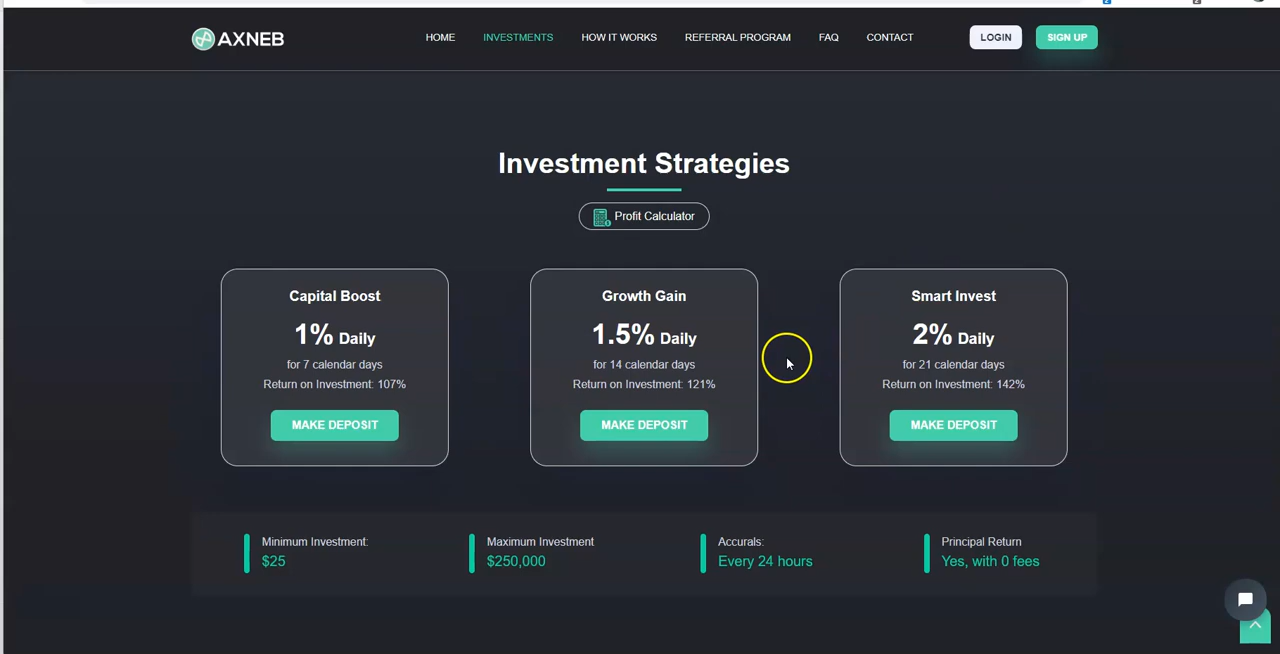 AXNEB
HOME
INVESTMENTS
HOW IT WORKS
REFERRAL PROGRAM
FAQ
CONTACT
LOGIN
SIGN UP
Investment Strategies
Profit Calculator
Capital Boost
1% Daily
for 7 calendar days
Return on Investment: 107%
MAKE DEPOSIT
Growth Gain
1.5% Daily
for 14 calendar days
Return on Investment: 121%
MAKE DEPOSIT
Smart Invest
2% Daily
for 21 calendar days
Return on Investment: 142%
MAKE DEPOSIT
Minimum Investment:
$25
Maximum Investment
$250,000
Accurals:
Every 24 hours
Principal Return
Yes, with 0 fees